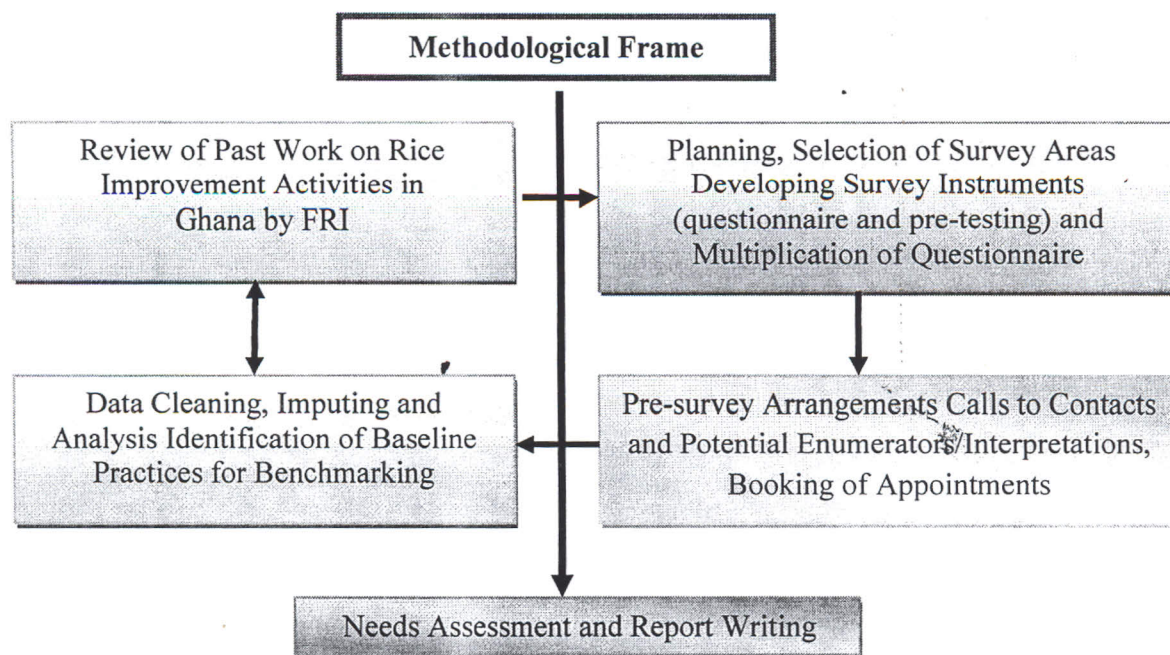 Methodological Frame
Review of Past Work on Rice
Improvement Activities in
Ghana by FRI
Planning, Selection of Survey Areas
Developing Survey Instruments
(questionnaire and pre-testing) and
Multiplication of Questionnaire
Data Cleaning, Imputing and
Analysis Identification of Baseline
Practices for Benchmarking
Pre-survey Arrangements Calls to Contacts
and Potential Enumerators/Interpretations,
Booking of Appointments
Needs Assessment and Report Writing